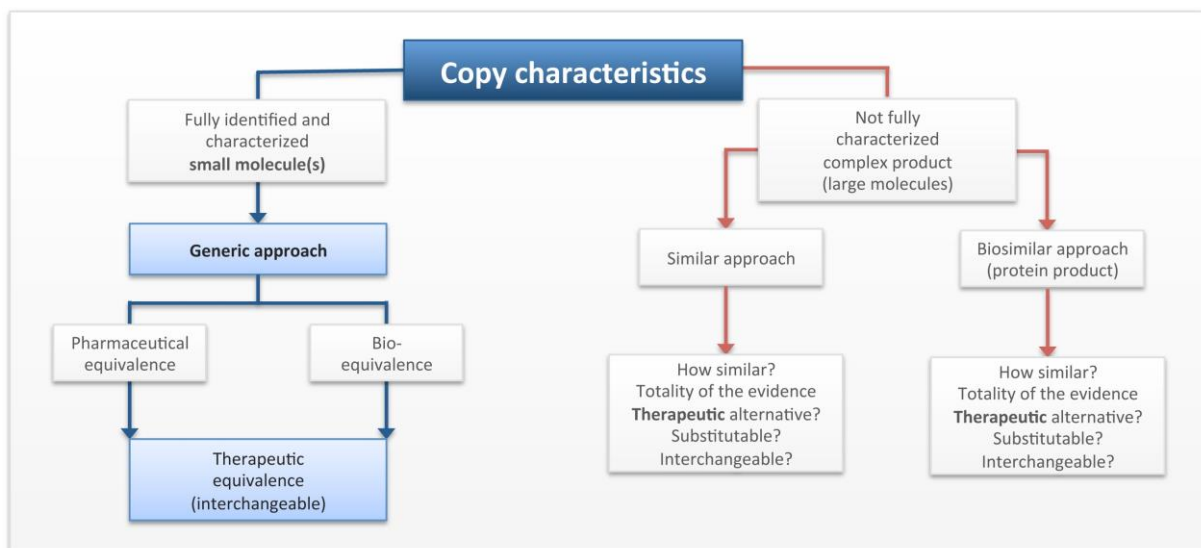 Copy characteristics
Fully identified and
characterized
small molecule(s)
Generic approach
Pharmaceutical
equivalence
Bio-
equivalence
Therapeutic
equivalence
(interchangeable)
Not fully
characterized
complex product
(large molecules)
Similar approach
How similar?
Totality of the evidence
Therapeutic alternative?
Substitutable?
Interchangeable?
Biosimilar approach
(protein product)
How similar?
Totality of the evidence
Therapeutic alternative?
Substitutable?
Interchangeable?